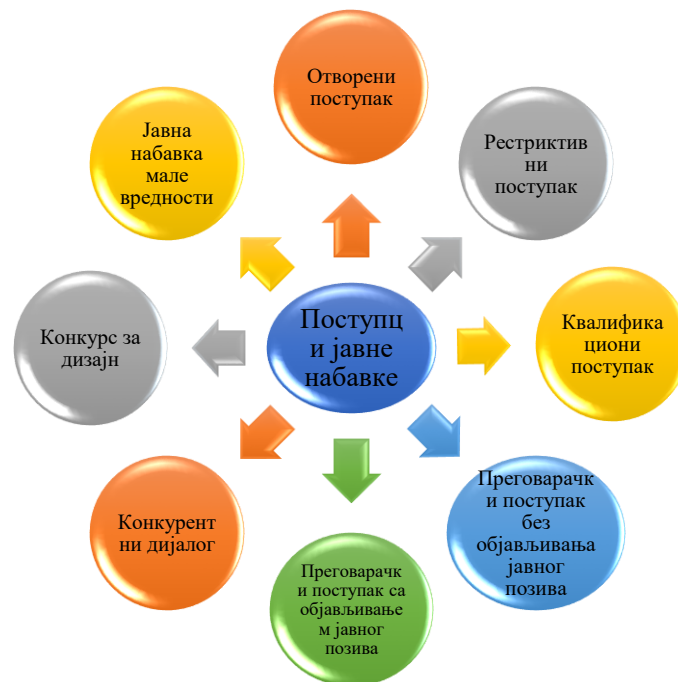 Отворени
поступак
Рестриктив
ни
поступак
Квалифика
циони
поступак
Преговарачк
и поступак
без
објављивања
јавног
позива
Преговарачк
и поступак са
објављивање
м јавног
позива
Конкурент
ни дијалог
Конкурс за
дизајн
Јавна
набавка
мале
вредности
Поступц
и јавне
набавке